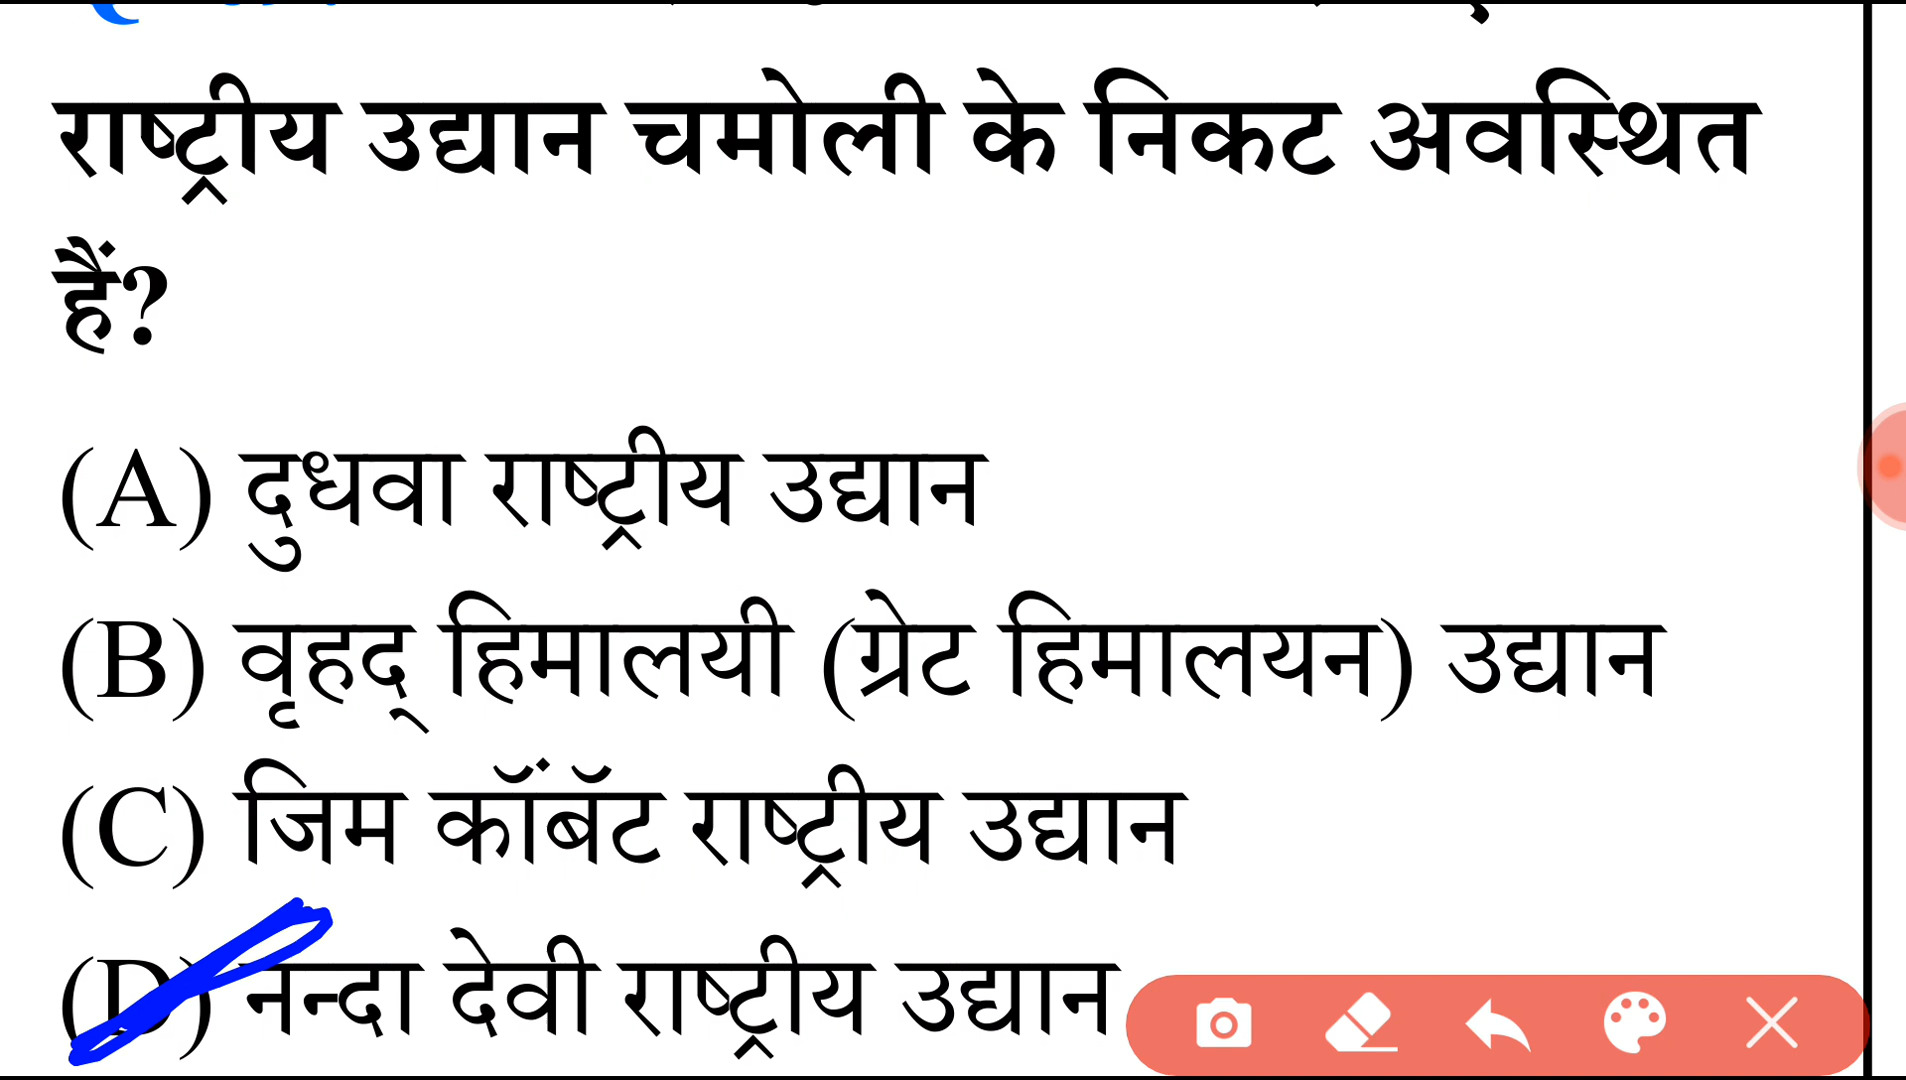 राष्ट्रीय उद्यान चमोली के निकट अवस्थित
हैं?
(A) दुधवा राष्ट्रीय उद्यान
(B) वृहद् हिमालयी (ग्रेट हिमालयन) उद्यान
(C) जिम कॉंबॅट राष्ट्रीय उद्यान
(D) नन्दा देवी राष्ट्रीय उद्यान